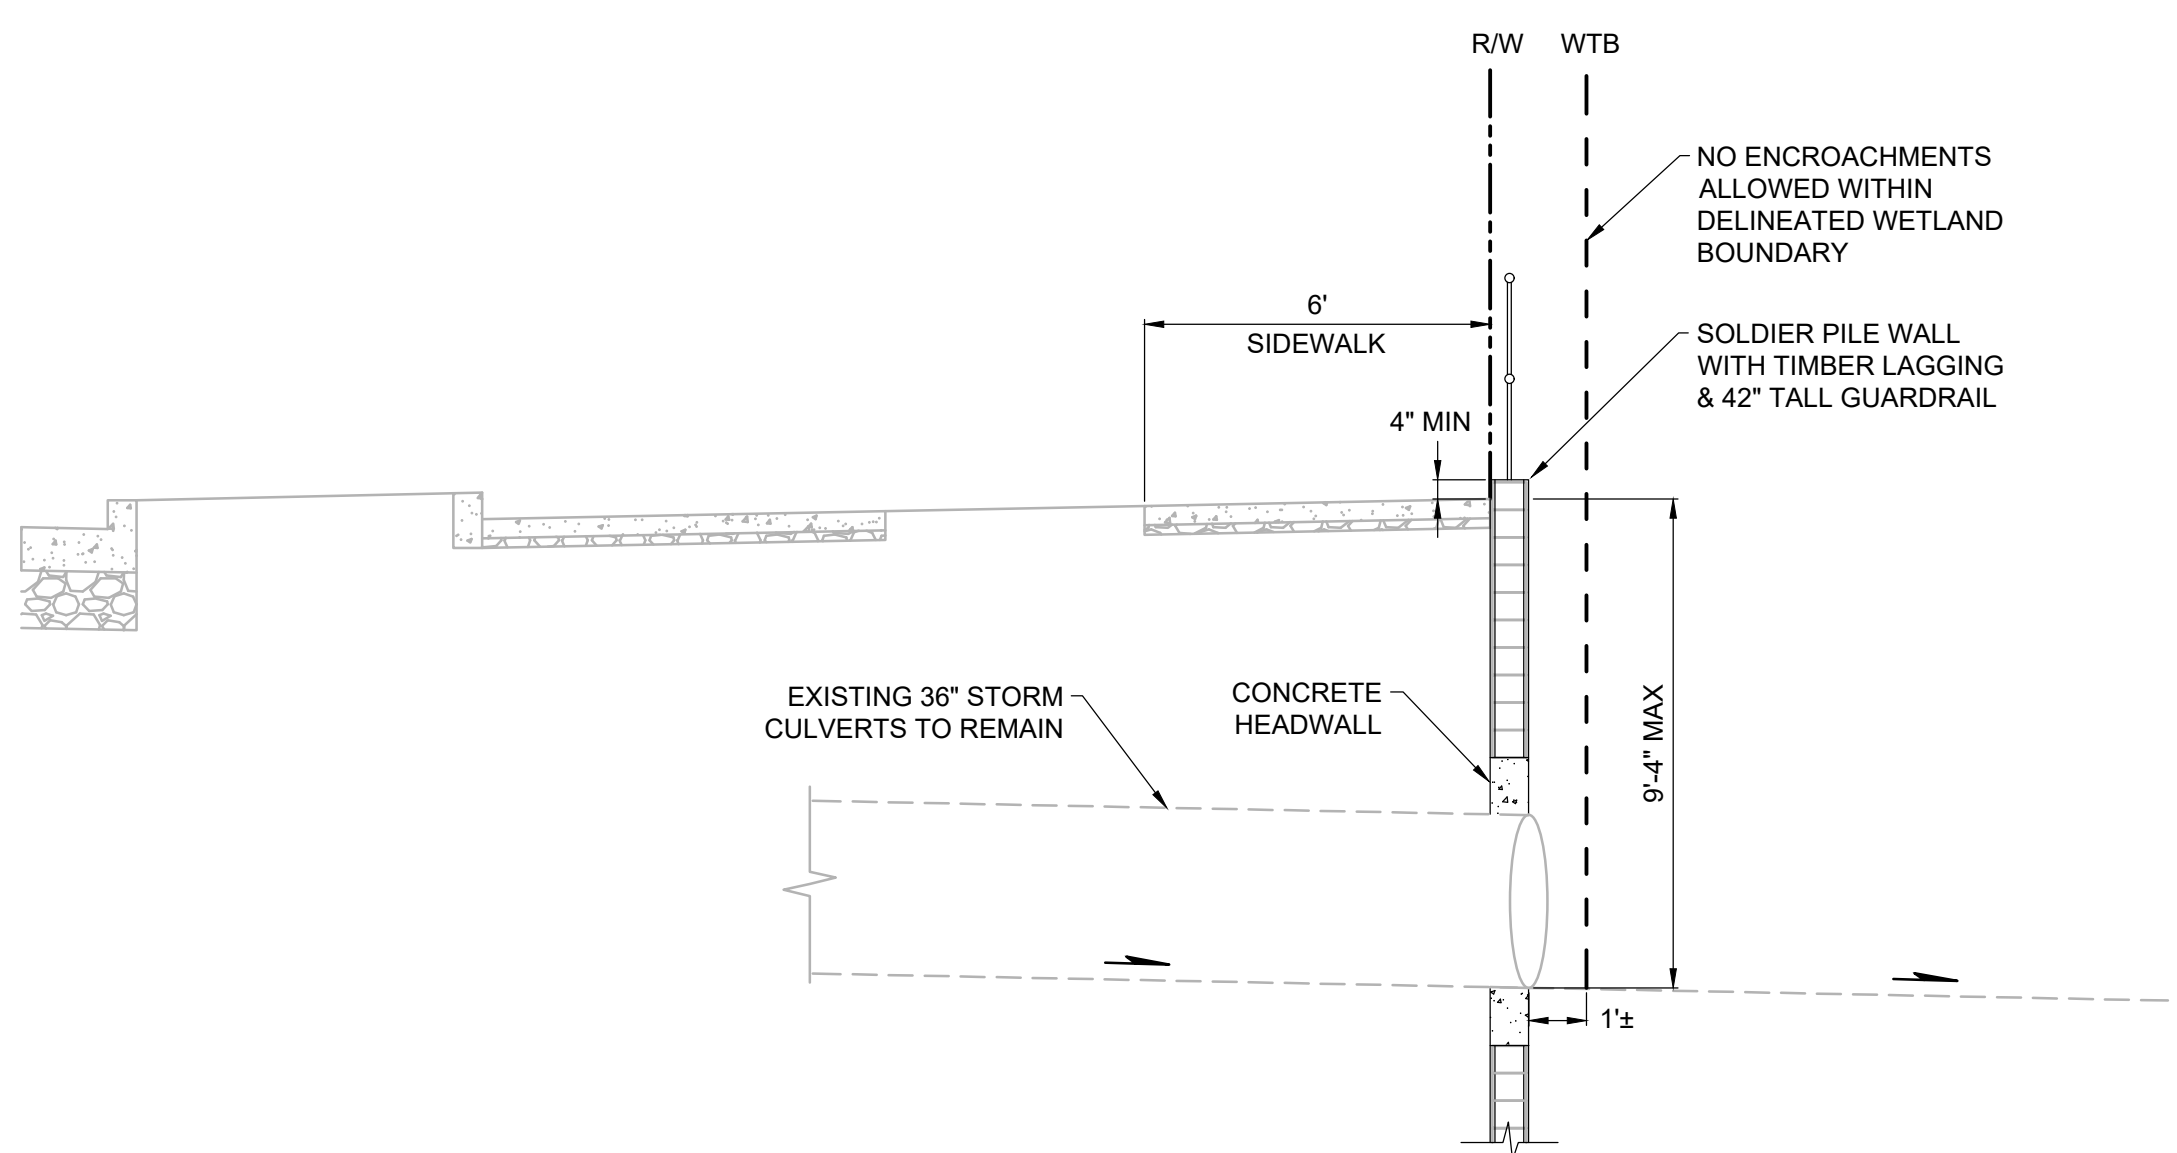 R/W WTB
NO ENCROACHMENTS
ALLOWED WITHIN
DELINEATED WETLAND
BOUNDARY
6'
SIDEWALK
SOLDIER PILE WALL
WITH TIMBER LAGGING
& 42" TALL GUARDRAIL
4" MIN
EXISTING 36" STORM
CULVERTS TO REMAIN
CONCRETE
HEADWALL
9'-4" MAX
1'±